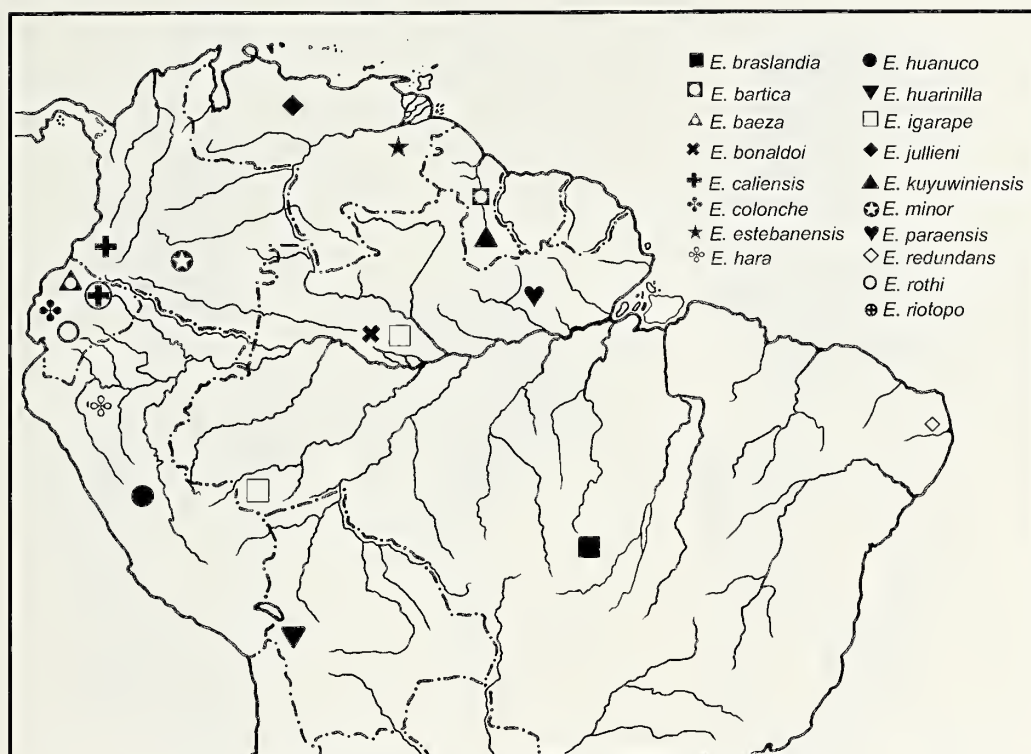 E. braslandia
E. bartica
E. baeza
E. bonaldoi
E. caliensis
E. colonche
E. estebanensis
E. hara
E. huanuco
E. huarinilla
E. igarape
E. jullieni
E. kuyuwiniensis
E. minor
E. paraensis
E. redundans
E. rothi
E. riotopo